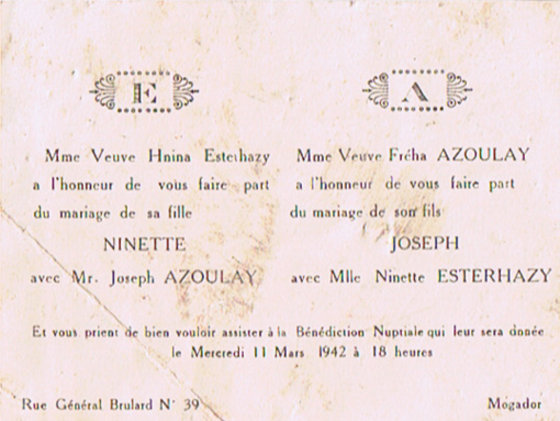 E
Mme Veuve Hnina Esterhazy
a l'honneur de vous faire part
du mariage de sa fille
NINETTE
avec Mr. Joseph AZOULAY
A
Mme Veuve Fréha AZOULAY
a l'honneur de vous faire part
du mariage de son fils
JOSEPH
avec Mlle Ninette ESTERHAZY
Et vous prient de bien vouloir assister à la Bénédiction Nuptiale qui leur sera donée
le Mercredi 11 Mars 1942 à 18 heures
Rue Général Brulard N° 39
Mogador